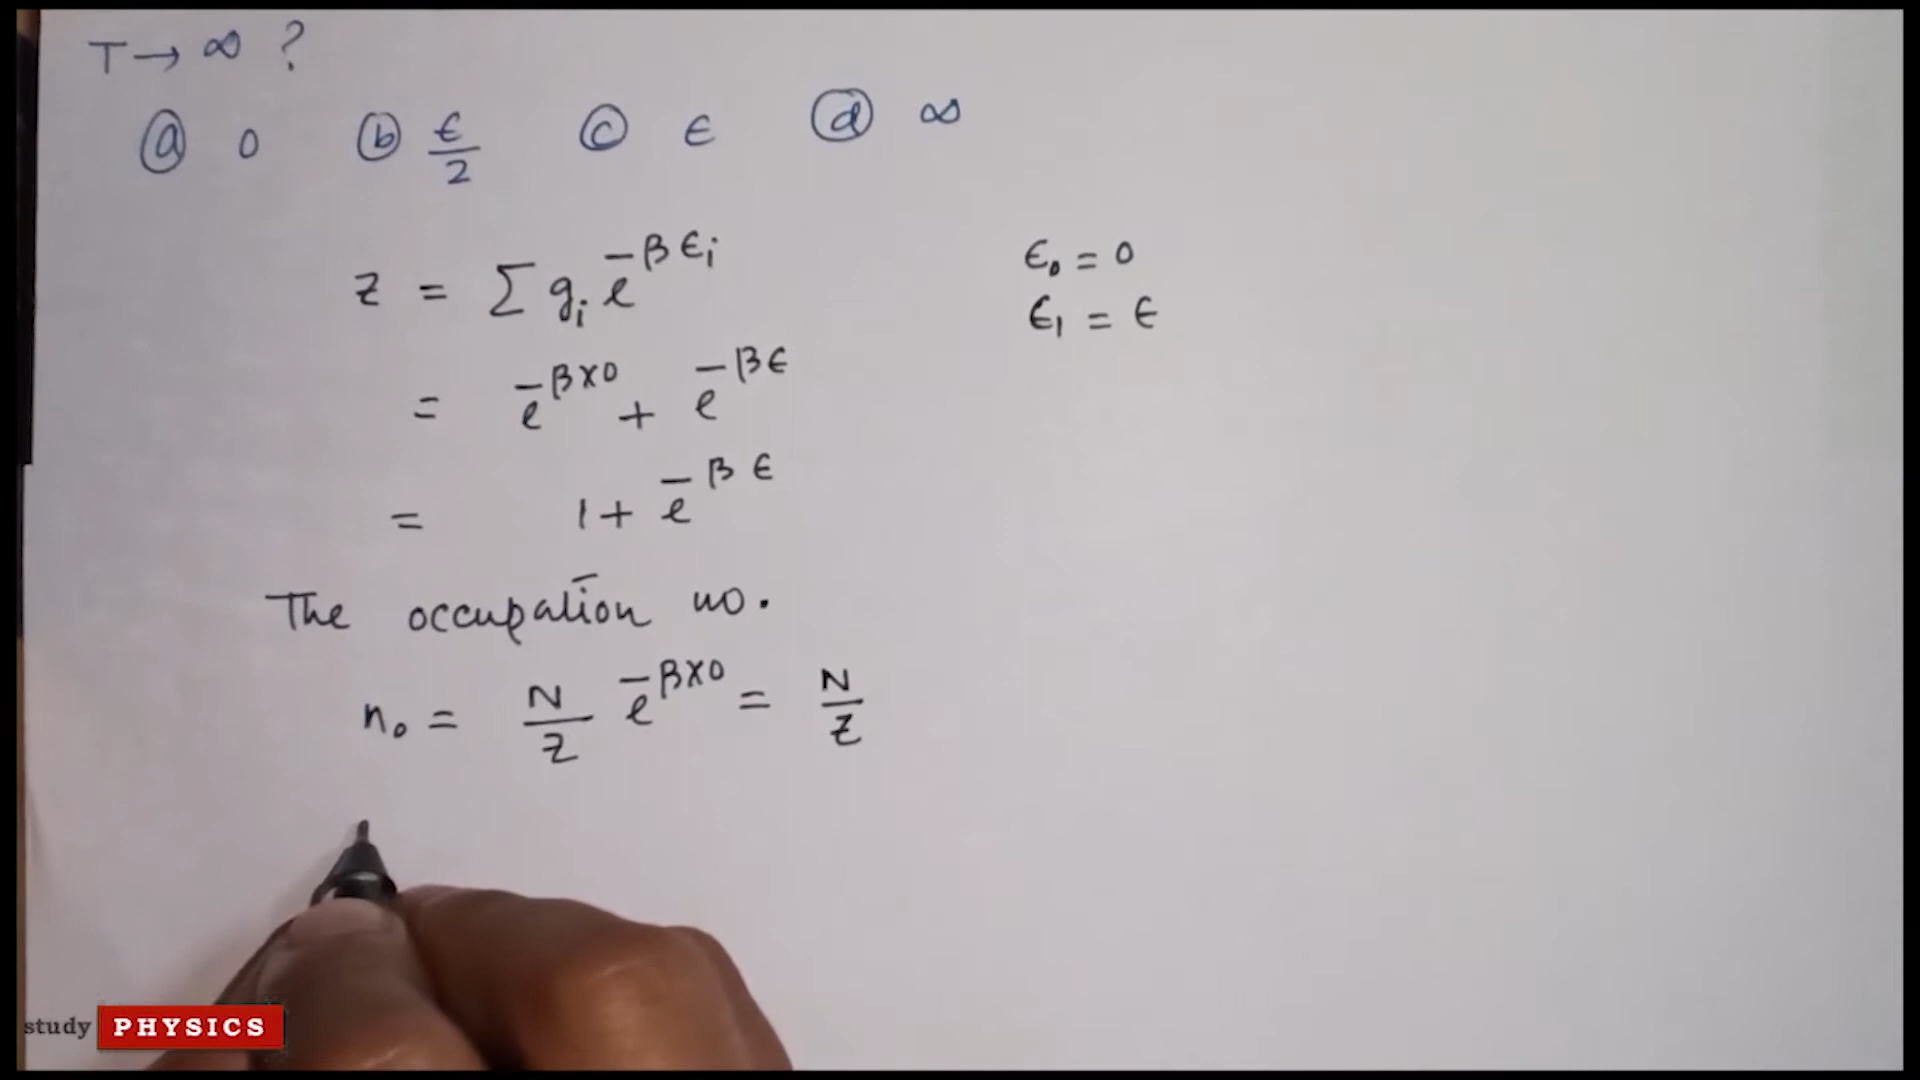 T → ∞ ?
ⓐ 0 ⓑ ϵ/2 ⓒ ϵ ⓓ ∞
z = Σ gᵢ e^(-βϵᵢ)
ϵ₀ = 0
ϵ₁ = ϵ
= e^(-β×0) + e^(-βϵ)
= 1 + e^(-βϵ)
The occupation no.
n₀ = N/z e^(-β×0) = N/z
study PHYSICS